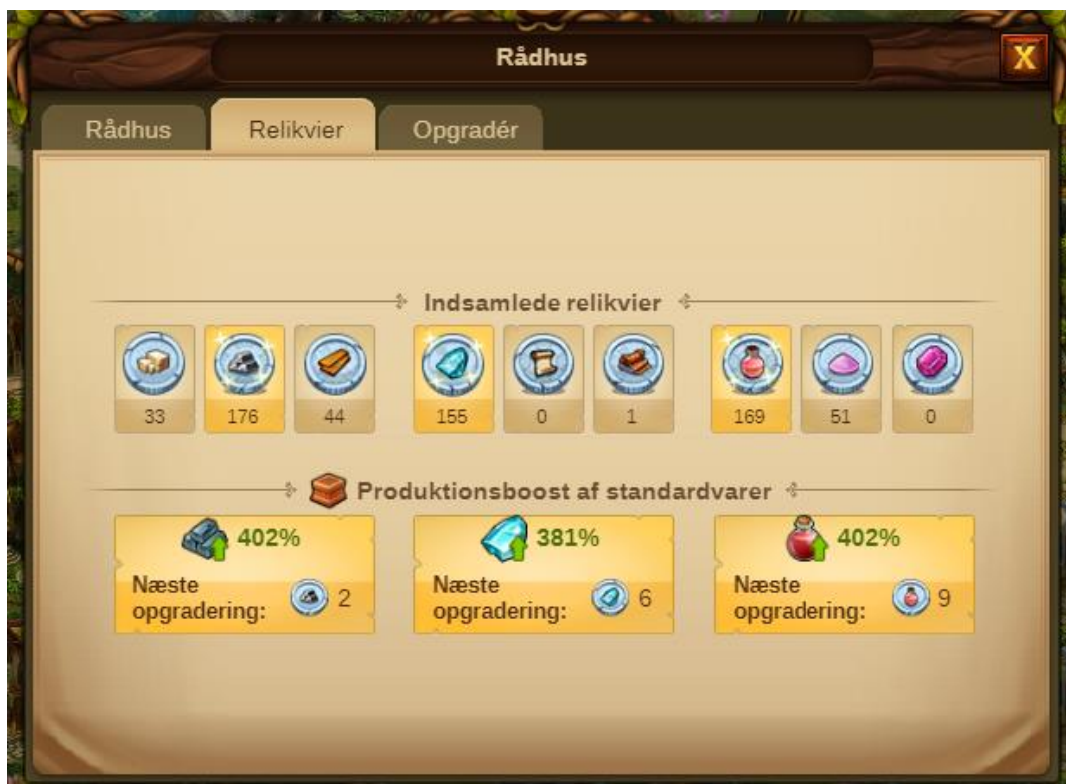 Rådhus
X
Rådhus Relikvier Opgradér
Indsamlede relikvier
33 176 44 155 0 1 169 51 0
Produktionsboost af standardvarer
402% 381% 402%
Næste opgradering: 2
Næste opgradering: 6
Næste opgradering: 9